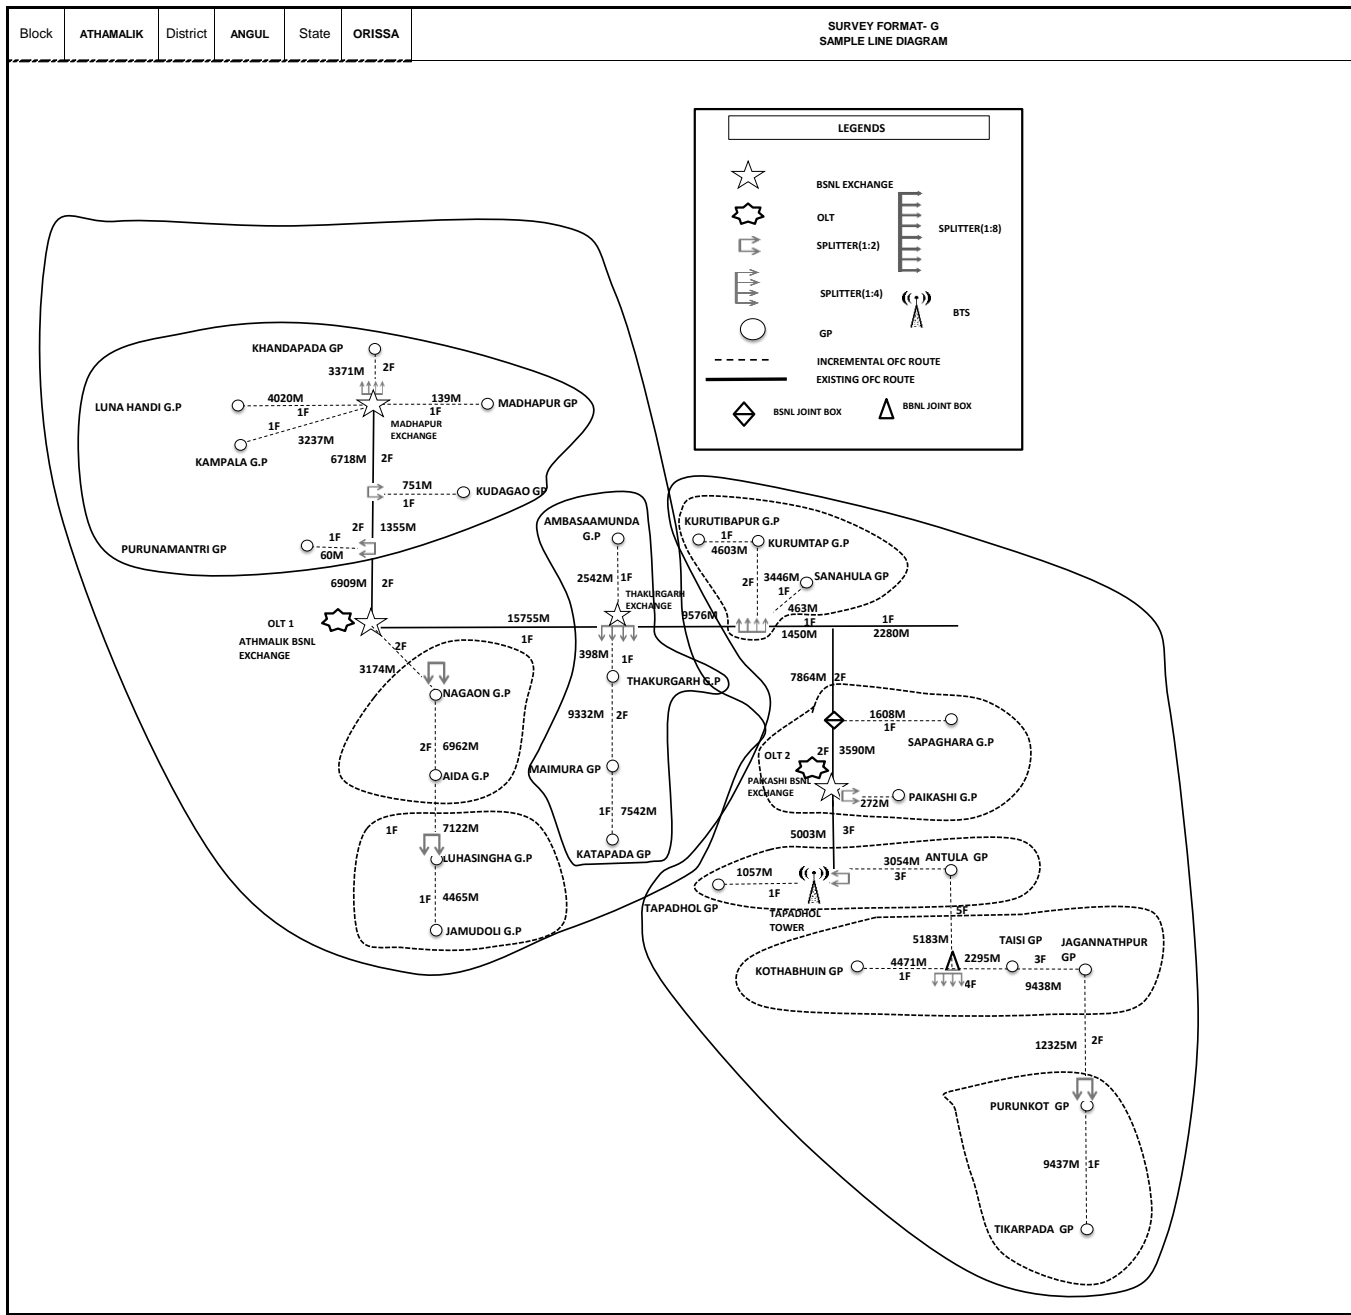 Block ATHAMALIK District ANGUL State ORISSA
SURVEY FORMAT- G
SAMPLE LINE DIAGRAM
LEGENDS
BSNL EXCHANGE
OLT
SPLITTER(1:8)
SPLITTER(1:2)
SPLITTER(1:4)
BTS
GP
INCREMENTAL OFC ROUTE
EXISTING OFC ROUTE
BSNL JOINT BOX
BBNL JOINT BOX
KHANDAPADA GP
3371M 2F
LUNA HANDI G.P
4020M
1F
139M
1F
MADHAPUR GP
MADHAPUR
EXCHANGE
1F
3237M
KAMPALA G.P
6718M 2F
751M
1F
KUDAGAO GP
2F 1355M
PURUNAMANTRI GP
1F
60M
6909M 2F
OLT 1
ATHMALIK BSNL
EXCHANGE
15755M
1F
2F
3174M
NAGAON G.P
2F 6962M
AIDA G.P
1F 7122M
LUHASINGHA G.P
1F 4465M
JAMUDOLI G.P
AMBASAAMUNDA
G.P
2542M 1F
THAKURGARH
EXCHANGE
398M 1F
THAKURGARH G.P
9332M 2F
MAIMURA GP
1F 7542M
KATAPADA GP
9576M
KURUTIBAPUR G.P
1F
4603M
KURUMTAP G.P
2F
3446M
1F
SANAHULA GP
463M
1F
1450M
1F
2280M
7864M 2F
1608M
1F
SAPAGHARA G.P
OLT 2
2F 3590M
PAIKASHI BSNL
EXCHANGE
272M
PAIKASHI G.P
5003M 3F
1057M
1F
TAPADHOL GP
TAPADHOL
TOWER
3054M
3F
ANTULA GP
5F
5183M
KOTHABHUIN GP
4471M
1F
4F
2295M
TAISI GP
3F
9438M
JAGANNATHPUR
GP
12325M 2F
PURUNKOT GP
9437M 1F
TIKARPADA GP